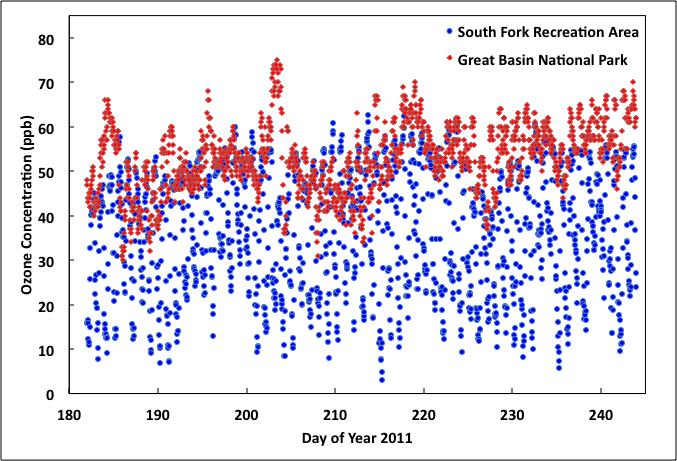 80
70
60
50
40
30
20
10
0
Ozone Concentration (ppb)
South Fork Recreation Area
Great Basin National Park
180 190 200 210 220 230 240
Day of Year 2011